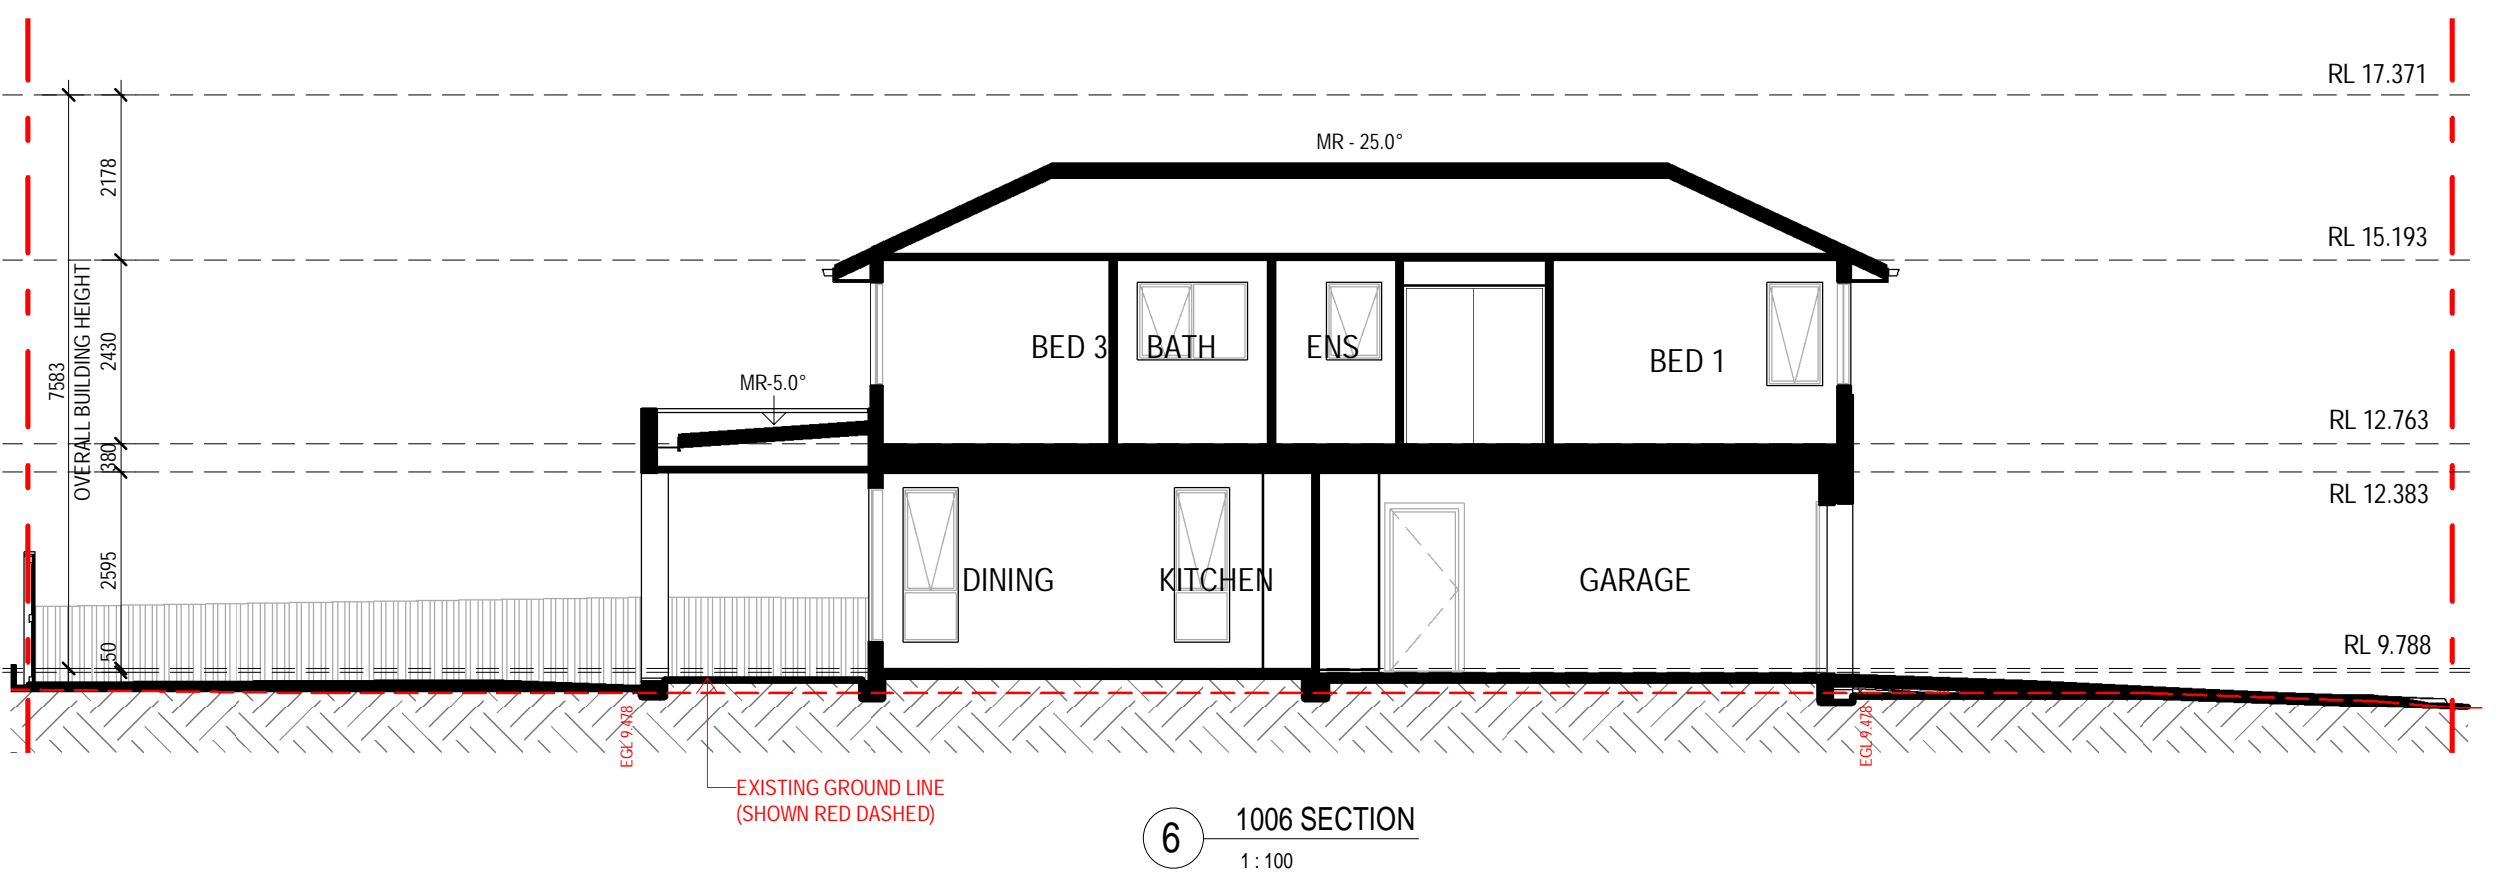 RL 17.371
MR - 25.0°
2178
RL 15.193
OVERALL BUILDING HEIGHT
7583
2430
BED 3
BATH
ENS
BED 1
MR-5.0°
RL 12.763
380
RL 12.383
2595
DINING
KITCHEN
GARAGE
50
RL 9.788
EGL 9.478
EGL 9.478
EXISTING GROUND LINE
(SHOWN RED DASHED)
6
1006 SECTION
1 : 100